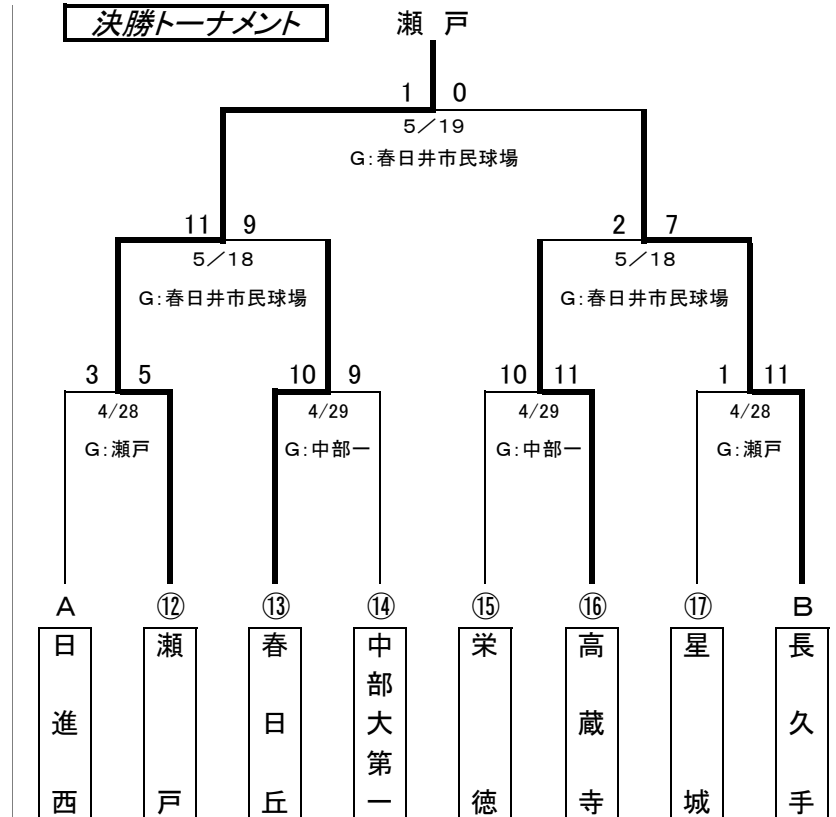 決勝トーナメント
瀬戸
1 0
5／19
G：春日井市民球場
11 9
2 7
5／18
5／18
G：春日井市民球場
G：春日井市民球場
3 5
10 9
10 11
1 11
4/28
4/29
4/29
4/28
G：瀬戸
G：中部一
G：中部一
G：瀬戸
A
⑫
⑬
⑭
⑮
⑯
⑰
B
日進西
瀬戸
春日丘
中部大第一
栄徳
高蔵寺
星城
長久手